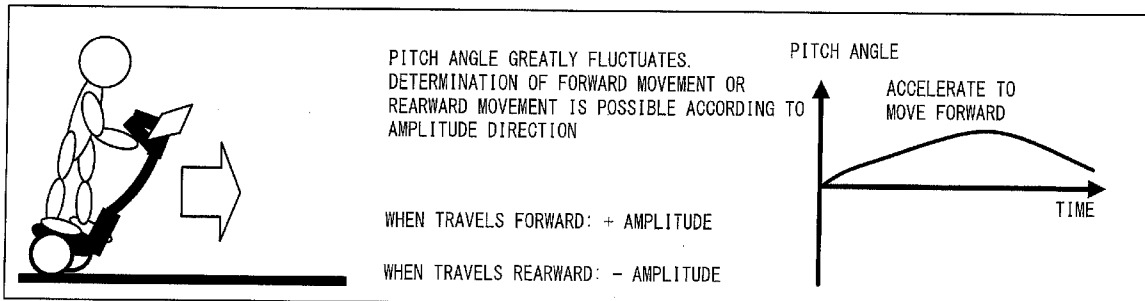 PITCH ANGLE GREATLY FLUCTUATES.
DETERMINATION OF FORWARD MOVEMENT OR
REARWARD MOVEMENT IS POSSIBLE ACCORDING TO
AMPLITUDE DIRECTION
WHEN TRAVELS FORWARD: + AMPLITUDE
WHEN TRAVELS REARWARD: - AMPLITUDE
PITCH ANGLE
ACCELERATE TO
MOVE FORWARD
TIME